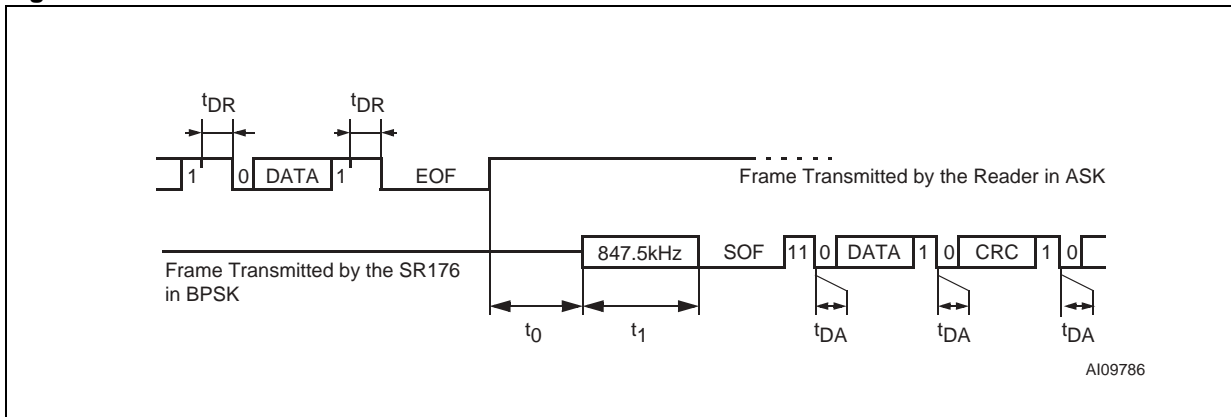 tDR tDR
1 0 DATA 1 EOF
Frame Transmitted by the Reader in ASK
847.5kHz SOF 11 0 DATA 1 0 CRC 1 0
Frame Transmitted by the SR176
in BPSK
t0 t1 tDA tDA tDA
AI09786